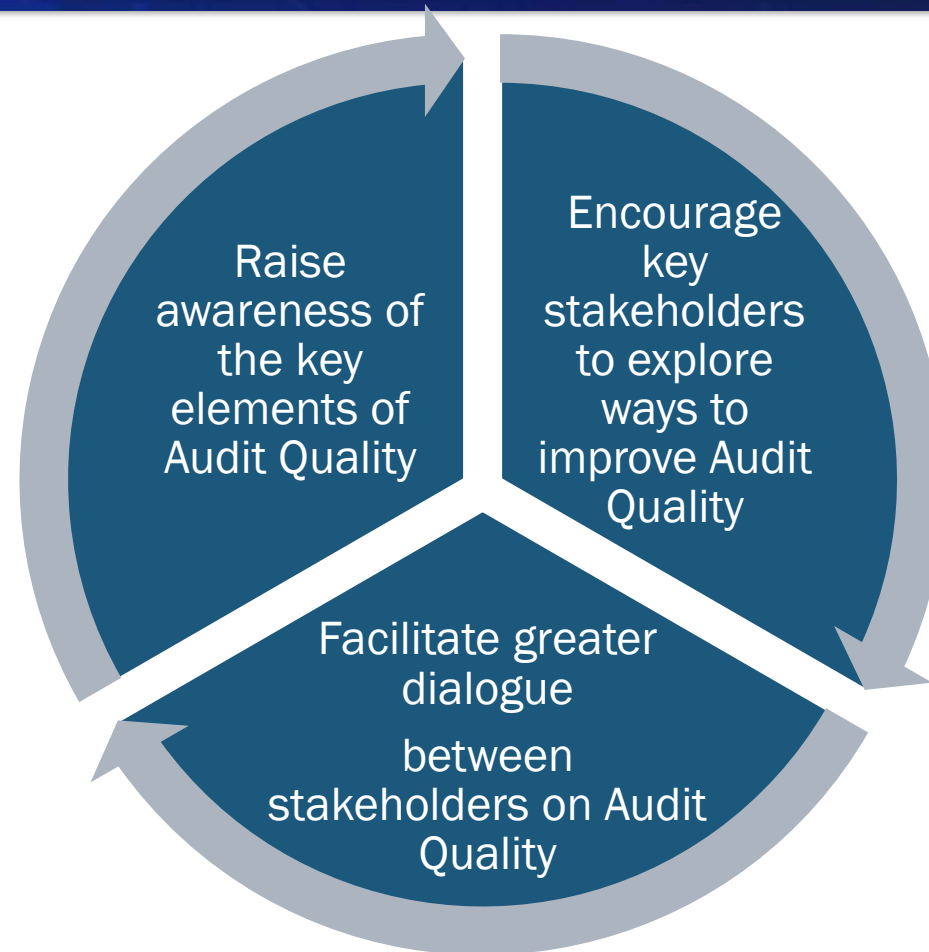 Raise
awareness of
the key
elements of
Audit Quality
Encourage
key
stakeholders
to explore
ways to
improve Audit
Quality
Facilitate greater
dialogue
between
stakeholders on Audit
Quality